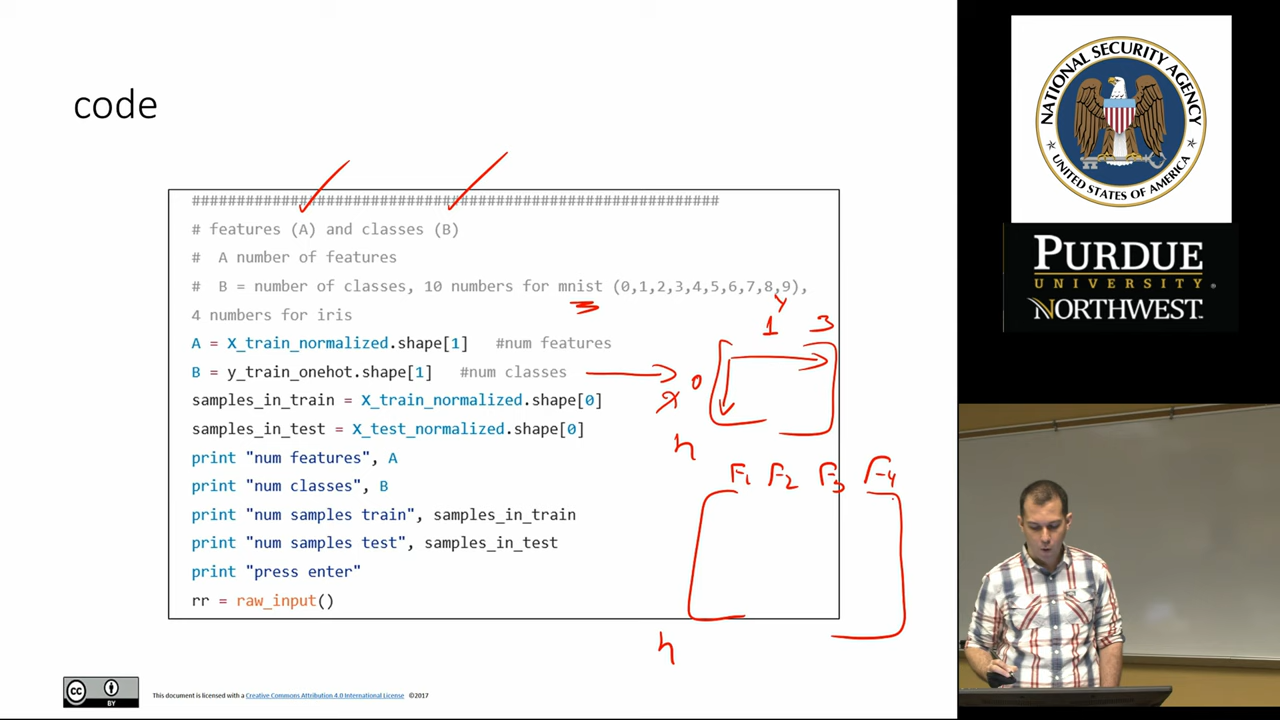 code
############################################################
# features (A) and classes (B)
#  A number of features
#  B = number of classes, 10 numbers for mnist (0,1,2,3,4,5,6,7,8,9),
4 numbers for iris
A = X_train_normalized.shape[1]   #num features
B = y_train_onehot.shape[1]   #num classes
samples_in_train = X_train_normalized.shape[0]
samples_in_test = X_test_normalized.shape[0]
print "num features", A
print "num classes", B
print "num samples train", samples_in_train
print "num samples test", samples_in_test
print "press enter"
rr = raw_input()
y
1 3
0
x
n
F1 F2 F3 F4
n
CC BY
This document is licensed with a Creative Commons Attribution 4.0 International License ©2017
NATIONAL SECURITY AGENCY
UNITED STATES OF AMERICA
PURDUE
UNIVERSITY
NORTHWEST